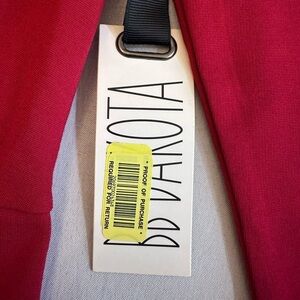 BB DAKOTA
* PROOF OF PURCHASE *
REQUIRED FOR RETURN